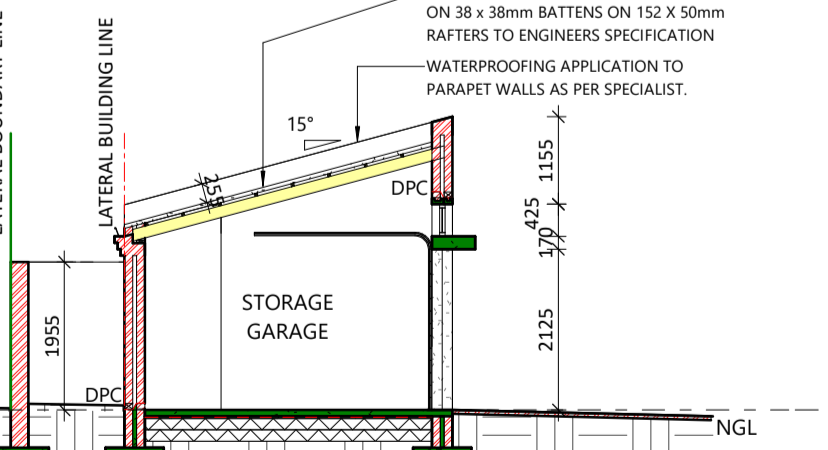 ON 38 x 38mm BATTENS ON 152 X 50mm
RAFTERS TO ENGINEERS SPECIFICATION
WATERPROOFING APPLICATION TO
PARAPET WALLS AS PER SPECIALIST.
LATERAL BUILDING LINE
15°
255
DPC
1155
425
170
2125
STORAGE
GARAGE
1955
DPC
NGL